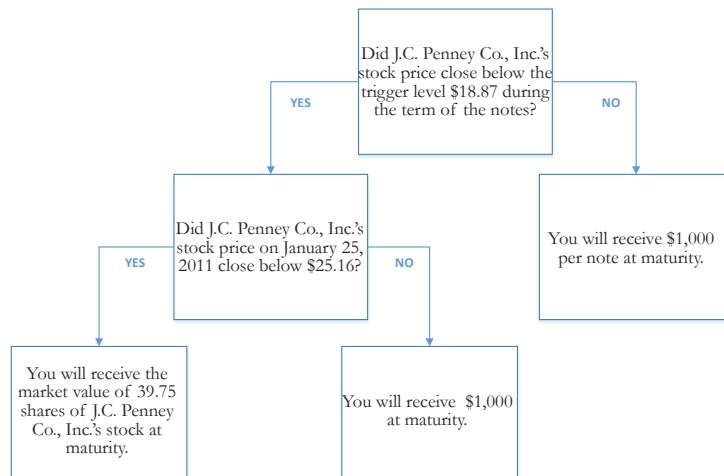 Did J.C. Penney Co., Inc.'s
stock price close below the
trigger level $18.87 during
the term of the notes?
YES
NO
Did J.C. Penney Co., Inc.'s
stock price on January 25,
2011 close below $25.16?
You will receive $1,000
per note at maturity.
YES
NO
You will receive the
market value of 39.75
shares of J.C. Penney
Co., Inc.'s stock at
maturity.
You will receive $1,000
at maturity.